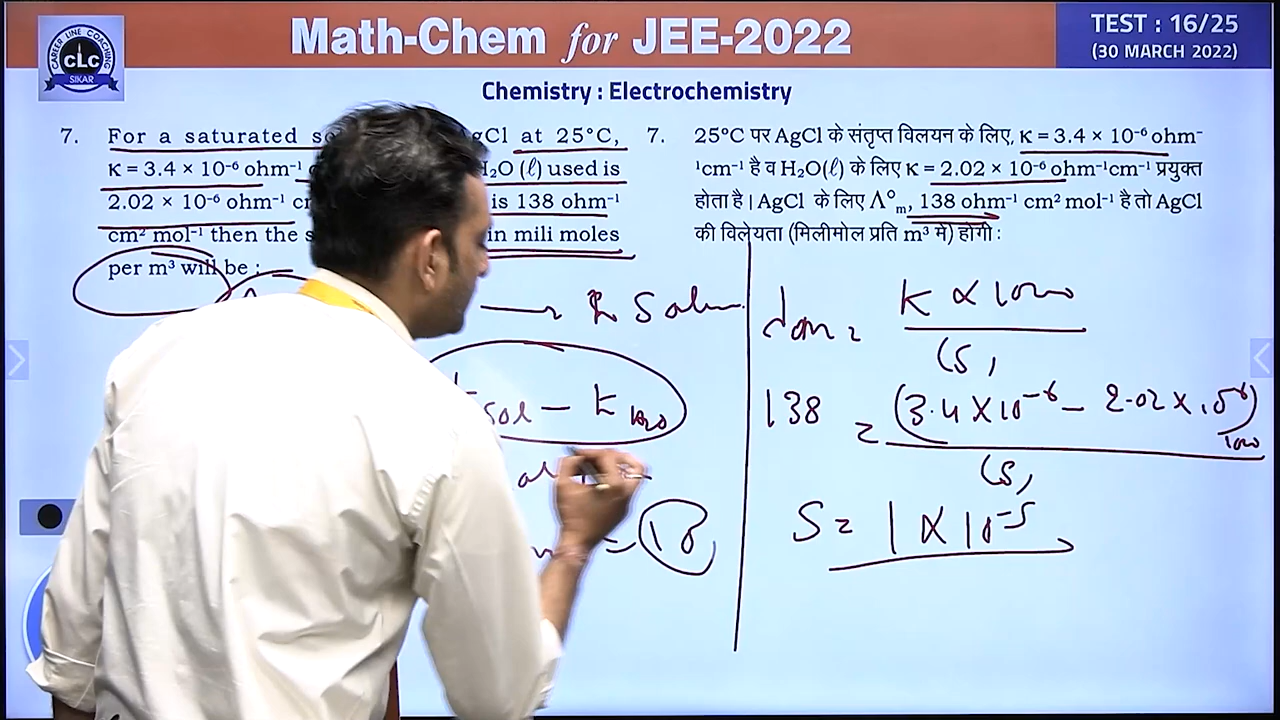 Math-Chem for JEE-2022
TEST : 16/25
(30 MARCH 2022)
CAREER LINE COACHING
CLC
SIKAR
Chemistry : Electrochemistry
7. For a saturated so AgCl at 25°C,
κ = 3.4 × 10⁻⁶ ohm⁻¹ H₂O (ℓ) used is
2.02 × 10⁻⁶ ohm⁻¹ is 138 ohm⁻¹
cm² mol⁻¹ then the s in mili moles
per m³ will be :
7. 25°C पर AgCl के संतृप्त विलयन के लिए, κ = 3.4 × 10⁻⁶ ohm⁻
¹cm⁻¹ है व H₂O(ℓ) के लिए κ = 2.02 × 10⁻⁶ ohm⁻¹cm⁻¹ प्रयुक्त
होता है। AgCl के लिए Λ°ₘ, 138 ohm⁻¹ cm² mol⁻¹ है तो AgCl
की विलेयता (मिलीमोल प्रति m³ में) होगी :
sol – K H2O
= 10
K × 1000
(S)
138 = (3.4 × 10⁻⁶ – 2.02 × 10⁻⁶)
(S)
S = 1 × 10⁻⁵